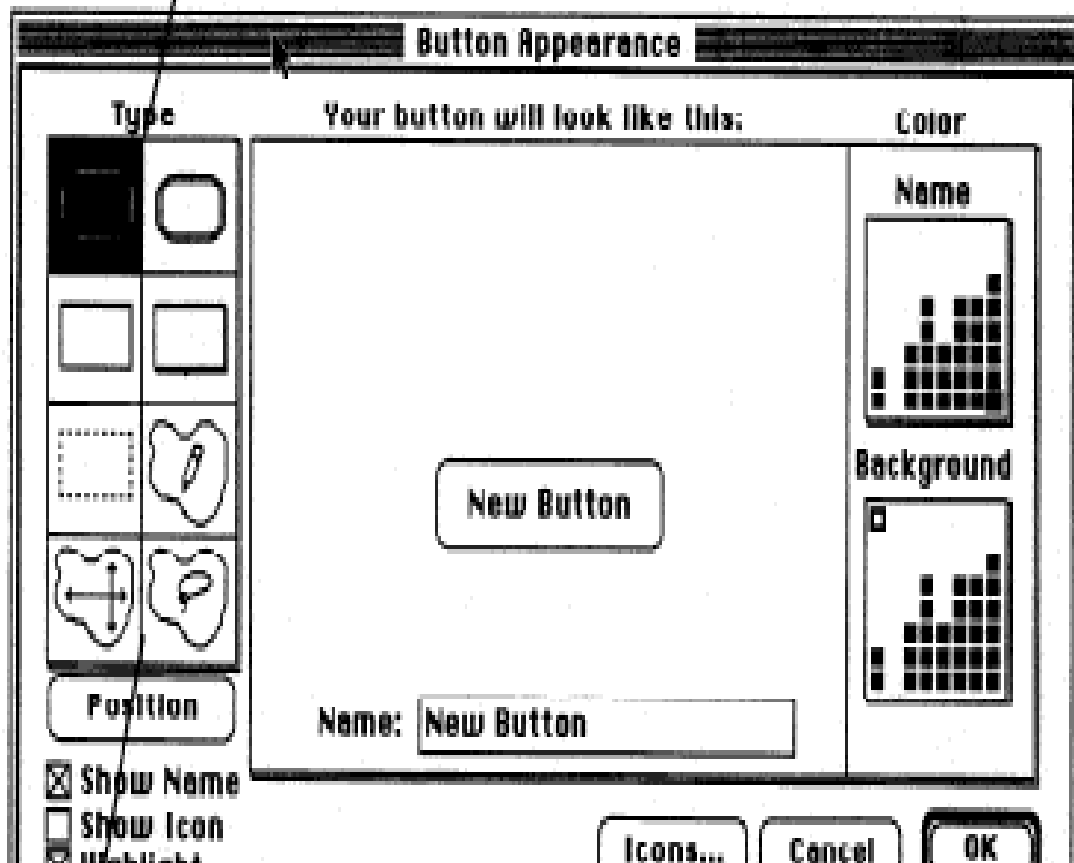 Button Appearance
Type
Your button will look like this:
Color
Name
New Button
Background
Position
Name: New Button
Show Name
Show Icon
Highlight
Icons...
Cancel
OK